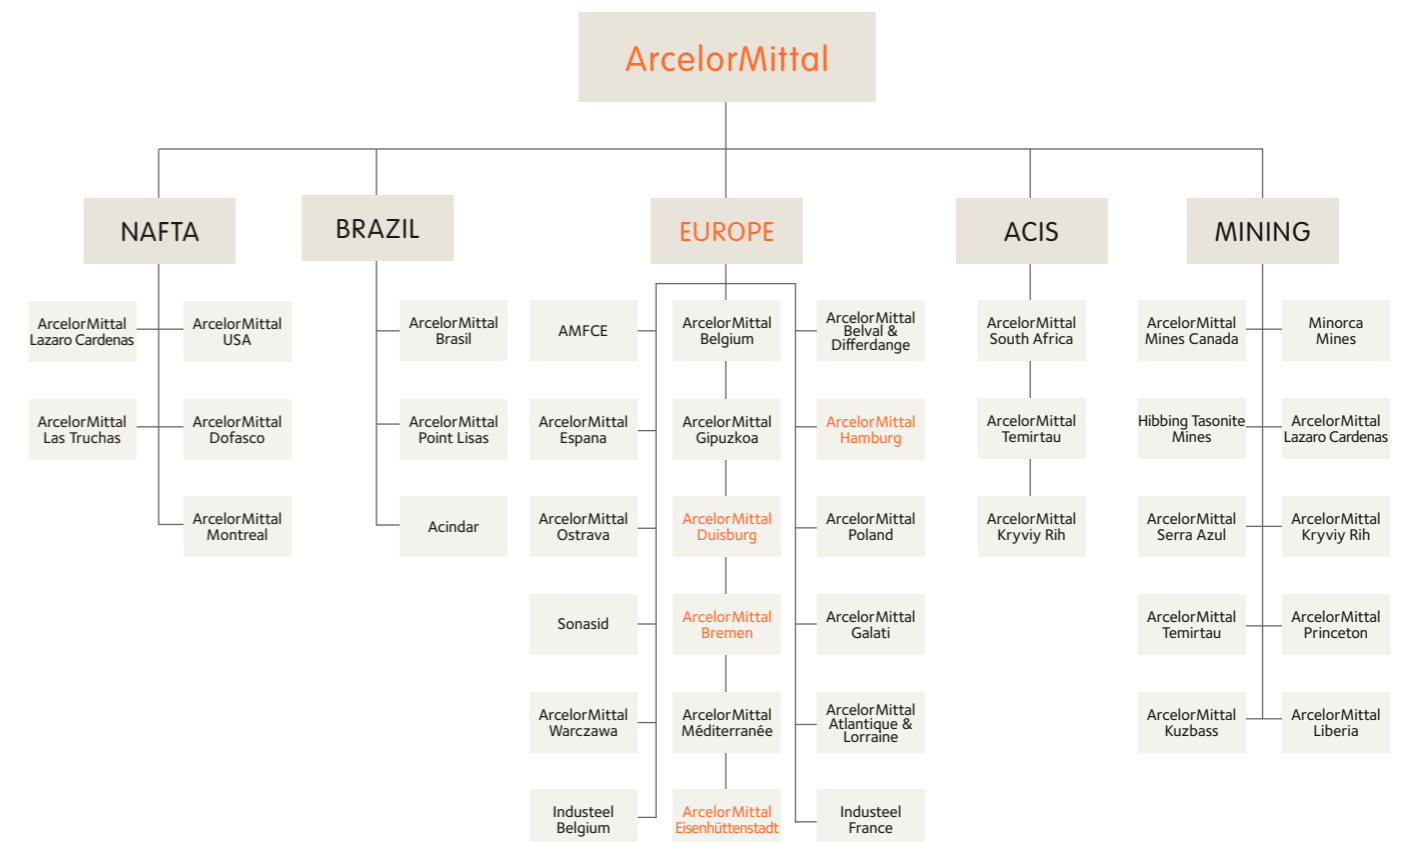 ArcelorMittal
NAFTA
BRAZIL
EUROPE
ACIS
MINING
ArcelorMittal
Lazaro Cardenas
ArcelorMittal
USA
ArcelorMittal
Las Truchas
ArcelorMittal
Dofasco
ArcelorMittal
Montreal
ArcelorMittal
Brasil
ArcelorMittal
Point Lisas
Acindar
AMFCE
ArcelorMittal
Belgium
ArcelorMittal
Belval &
Differdange
ArcelorMittal
Espana
ArcelorMittal
Gipuzkoa
ArcelorMittal
Hamburg
ArcelorMittal
Ostrava
ArcelorMittal
Duisburg
ArcelorMittal
Poland
Sonasid
ArcelorMittal
Bremen
ArcelorMittal
Galati
ArcelorMittal
Warczawa
ArcelorMittal
Méditerranée
ArcelorMittal
Atlantique &
Lorraine
Industeel
Belgium
ArcelorMittal
Eisenhüttenstadt
Industeel
France
ArcelorMittal
South Africa
ArcelorMittal
Temirtau
ArcelorMittal
Kryviy Rih
ArcelorMittal
Mines Canada
Minorca
Mines
Hibbing Tasonite
Mines
ArcelorMittal
Lazaro Cardenas
ArcelorMittal
Serra Azul
ArcelorMittal
Kryviy Rih
ArcelorMittal
Temirtau
ArcelorMittal
Princeton
ArcelorMittal
Kuzbass
ArcelorMittal
Liberia